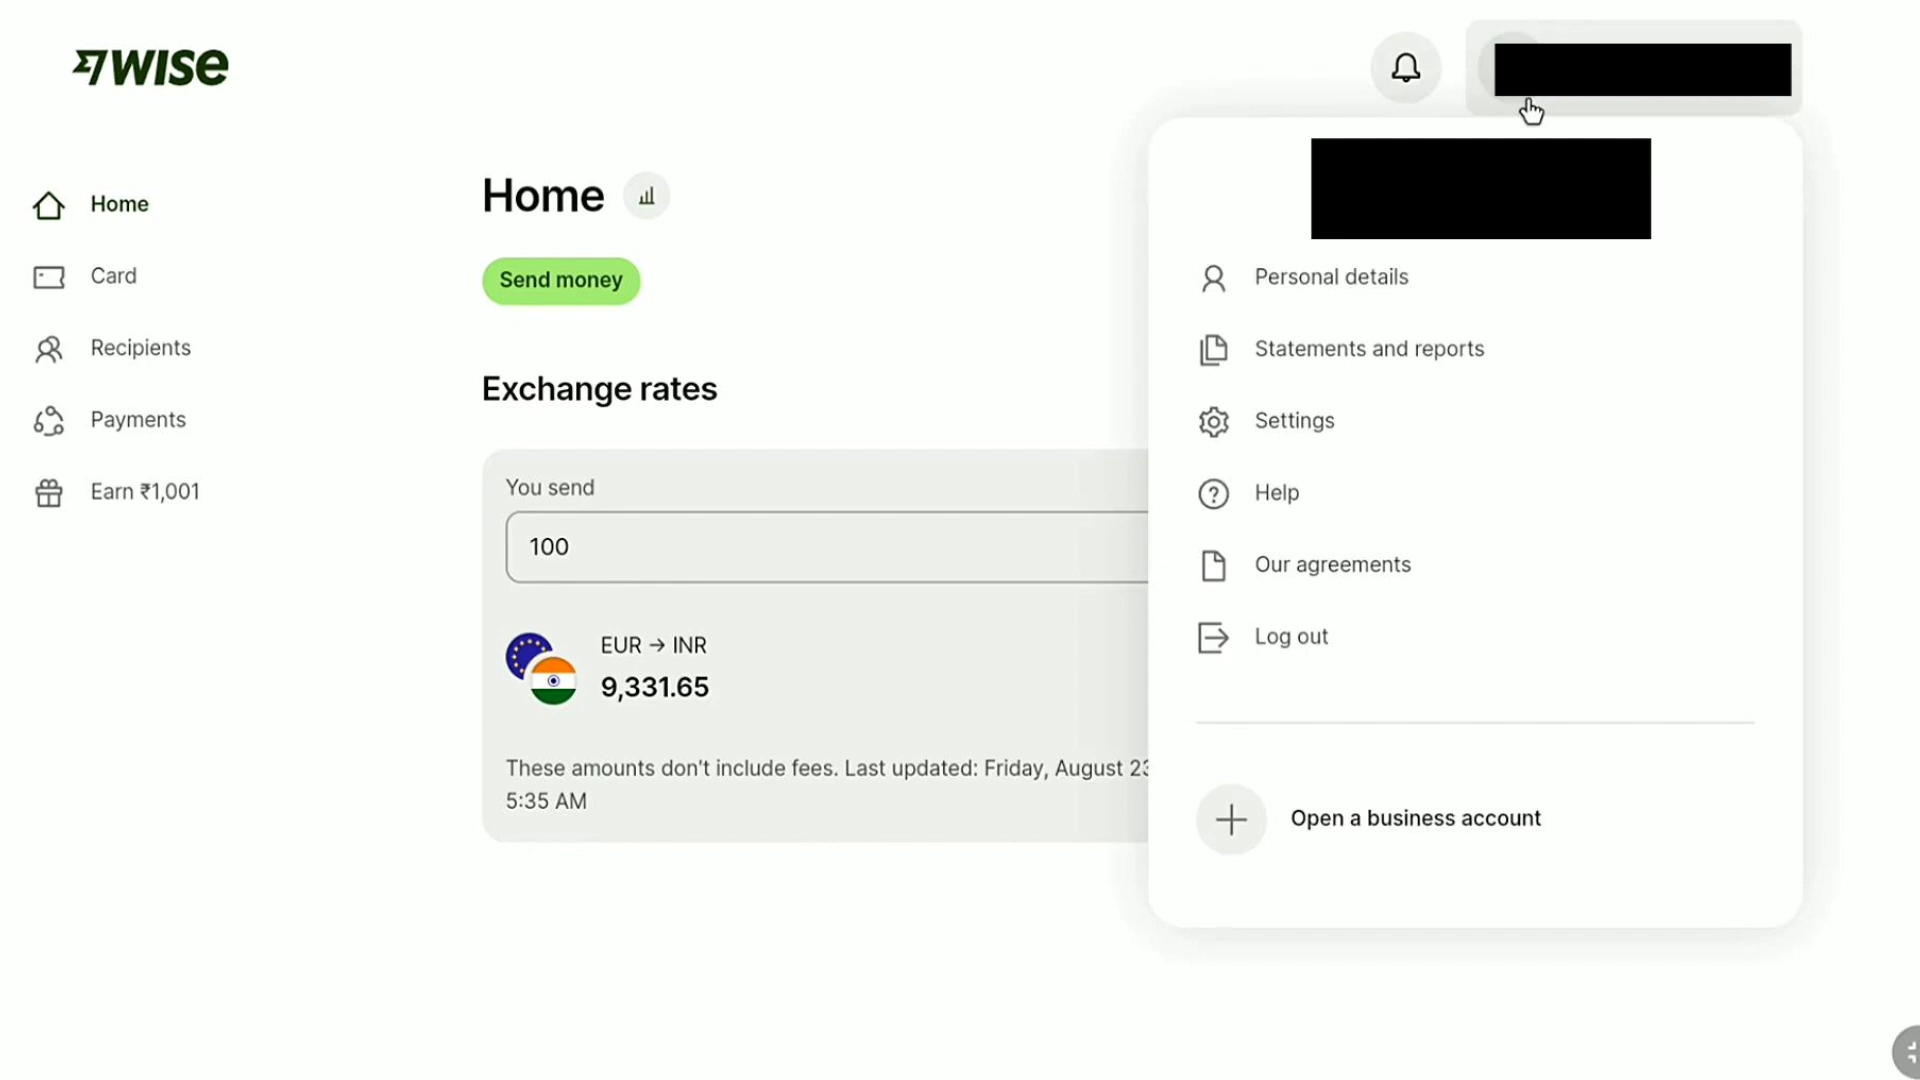 WISE
Home
Card
Recipients
Payments
Earn ₹1,001
Home
Send money
Exchange rates
You send
100
EUR → INR
9,331.65
These amounts don't include fees. Last updated: Friday, August 23
5:35 AM
Personal details
Statements and reports
Settings
Help
Our agreements
Log out
Open a business account